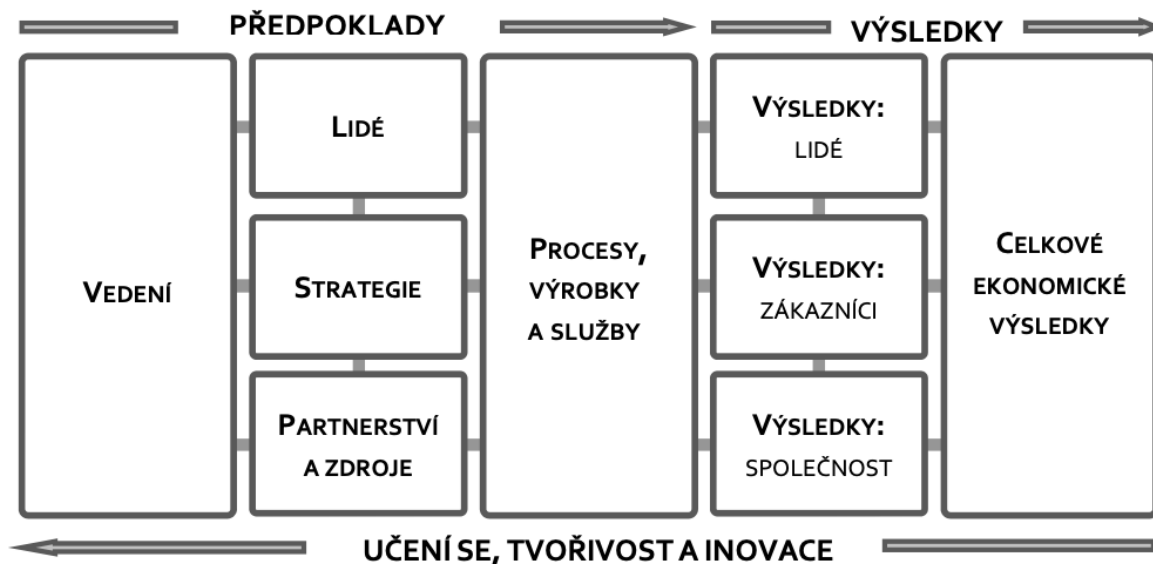 PŘEDPOKLADY
VÝSLEDKY
VEDENÍ
LIDÉ
STRATEGIE
PARTNERSTVÍ
A ZDROJE
PROCESY,
VÝROBKY
A SLUŽBY
VÝSLEDKY:
LIDÉ
VÝSLEDKY:
ZÁKAZNÍCI
VÝSLEDKY:
SPOLEČNOST
CELKOVÉ
EKONOMICKÉ
VÝSLEDKY
UČENÍ SE, TVOŘIVOST A INOVACE